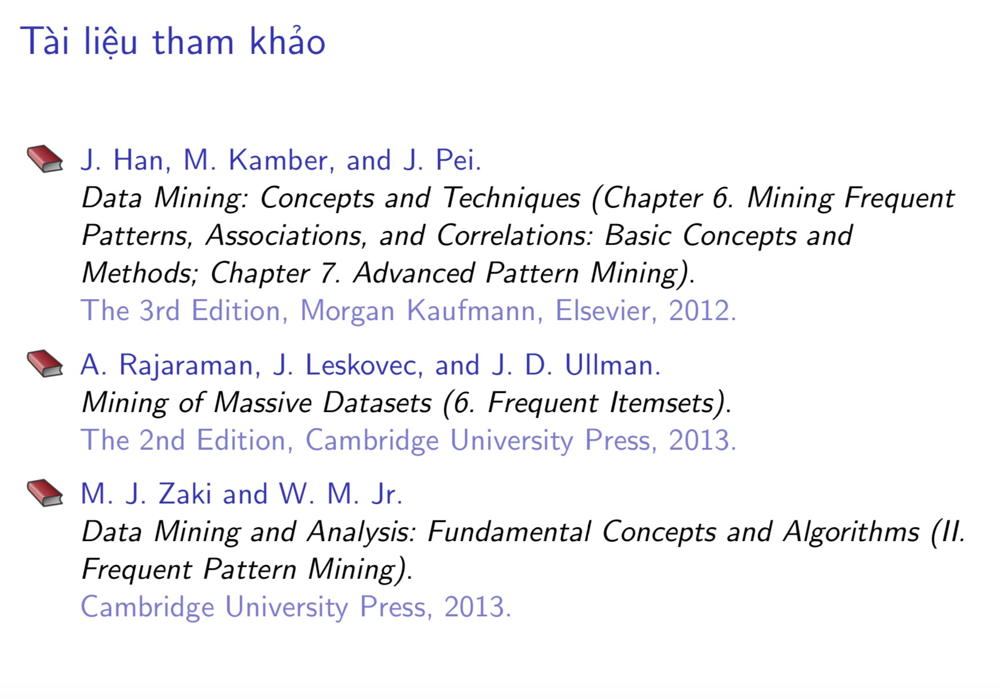 Tài liệu tham khảo
J. Han, M. Kamber, and J. Pei.
Data Mining: Concepts and Techniques (Chapter 6. Mining Frequent
Patterns, Associations, and Correlations: Basic Concepts and
Methods; Chapter 7. Advanced Pattern Mining).
The 3rd Edition, Morgan Kaufmann, Elsevier, 2012.
A. Rajaraman, J. Leskovec, and J. D. Ullman.
Mining of Massive Datasets (6. Frequent Itemsets).
The 2nd Edition, Cambridge University Press, 2013.
M. J. Zaki and W. M. Jr.
Data Mining and Analysis: Fundamental Concepts and Algorithms (II.
Frequent Pattern Mining).
Cambridge University Press, 2013.